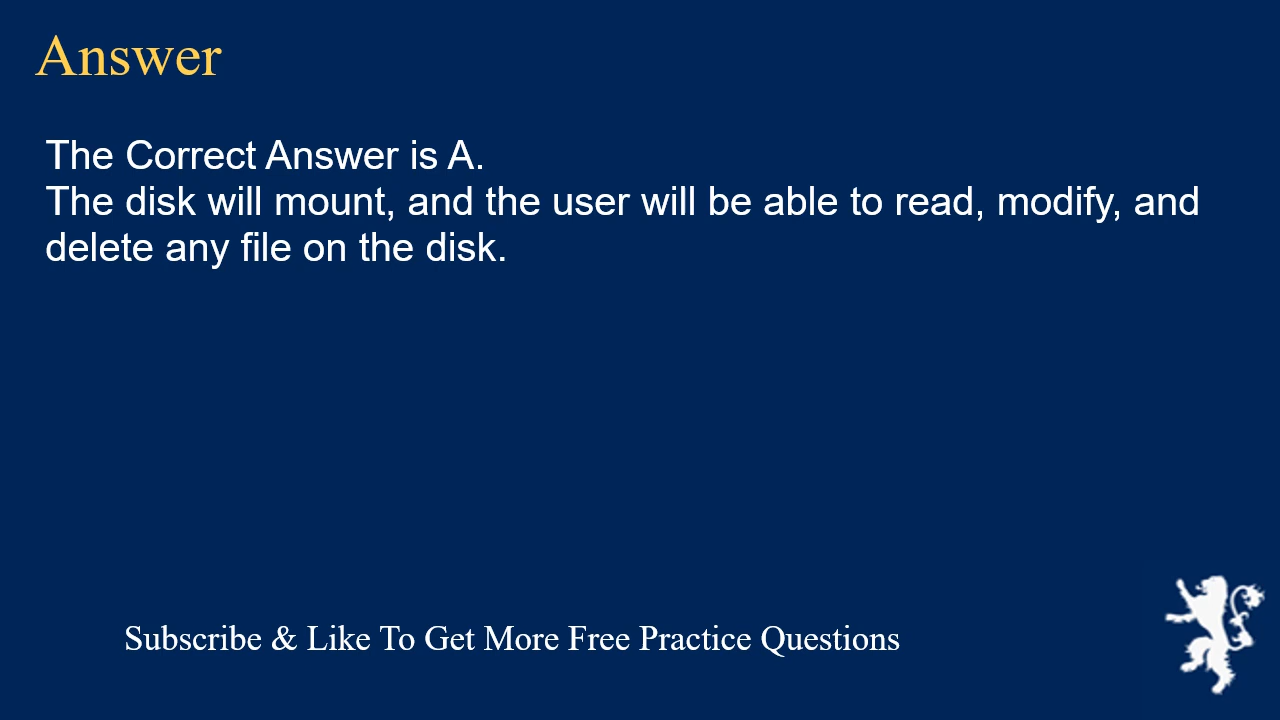 Answer
The Correct Answer is A.
The disk will mount, and the user will be able to read, modify, and
delete any file on the disk.
Subscribe & Like To Get More Free Practice Questions